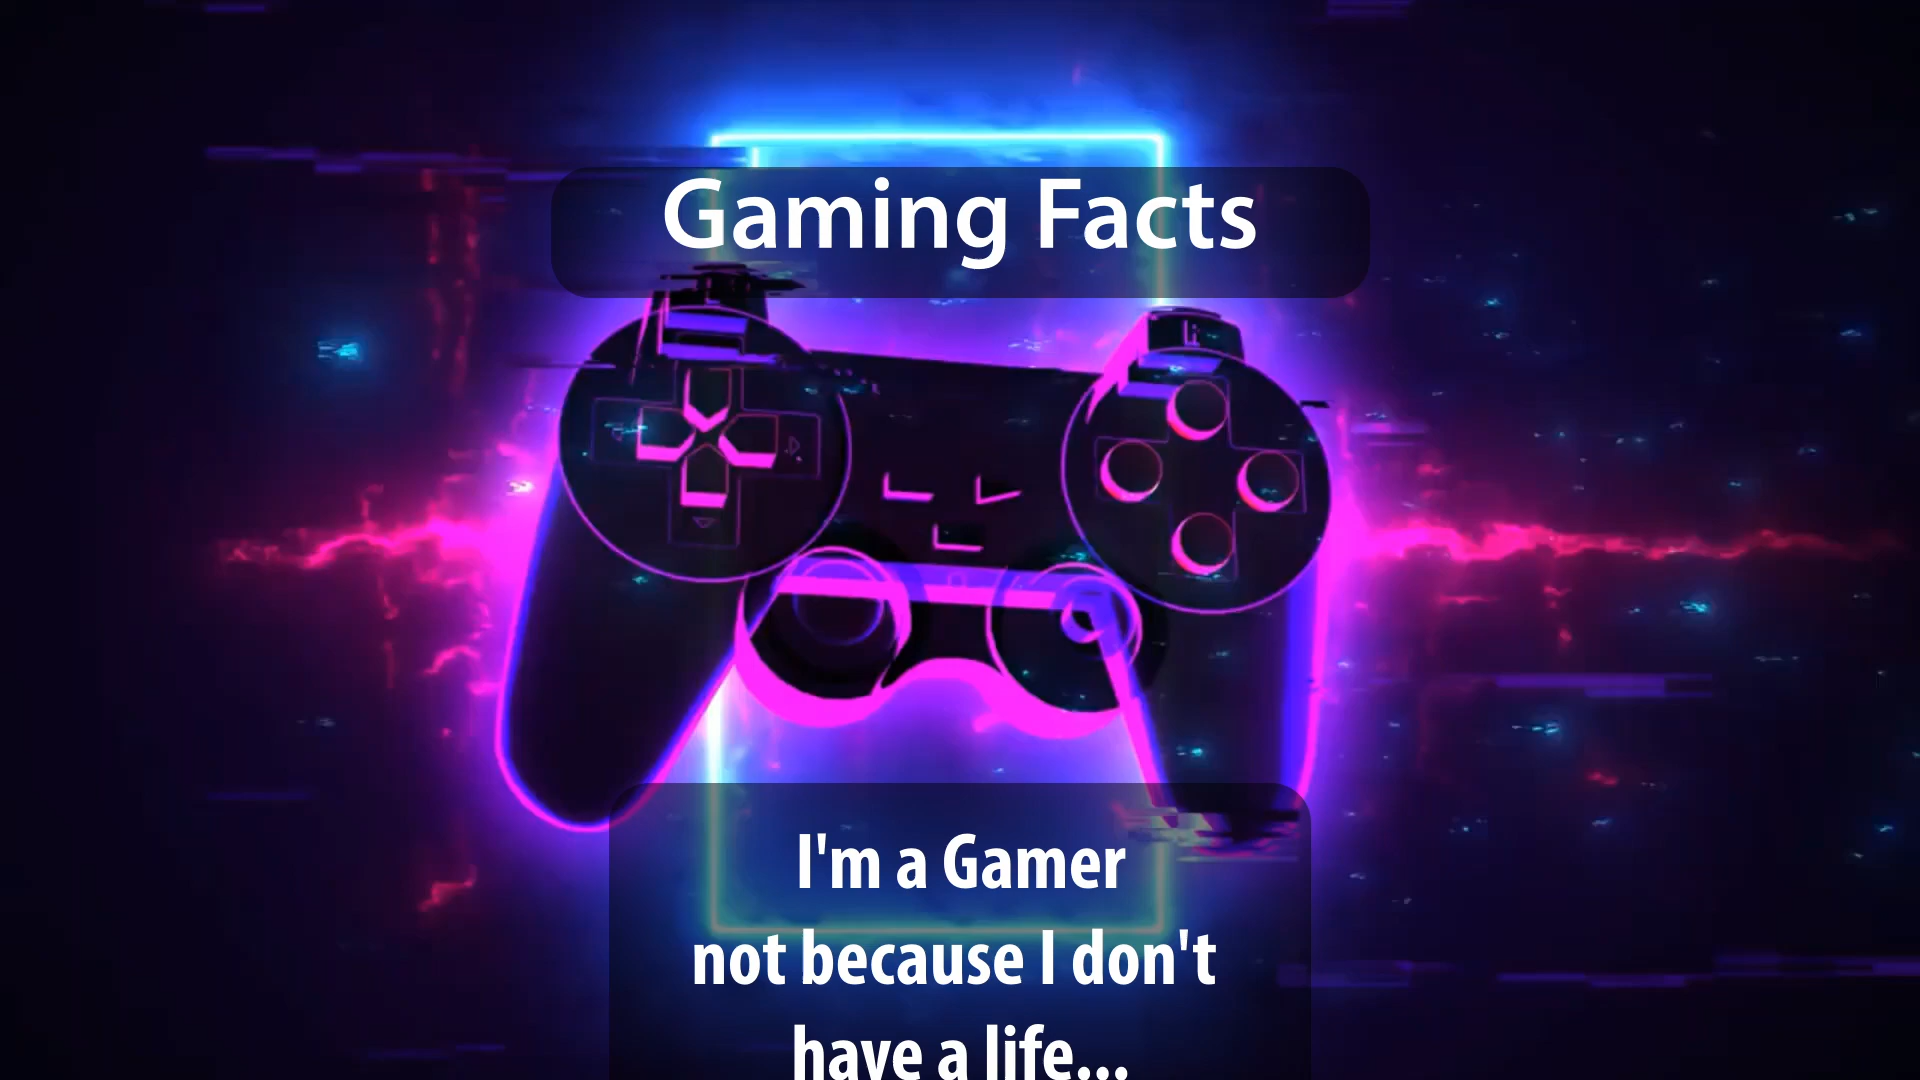 Gaming Facts
I'm a Gamer
not because I don't
have a life...